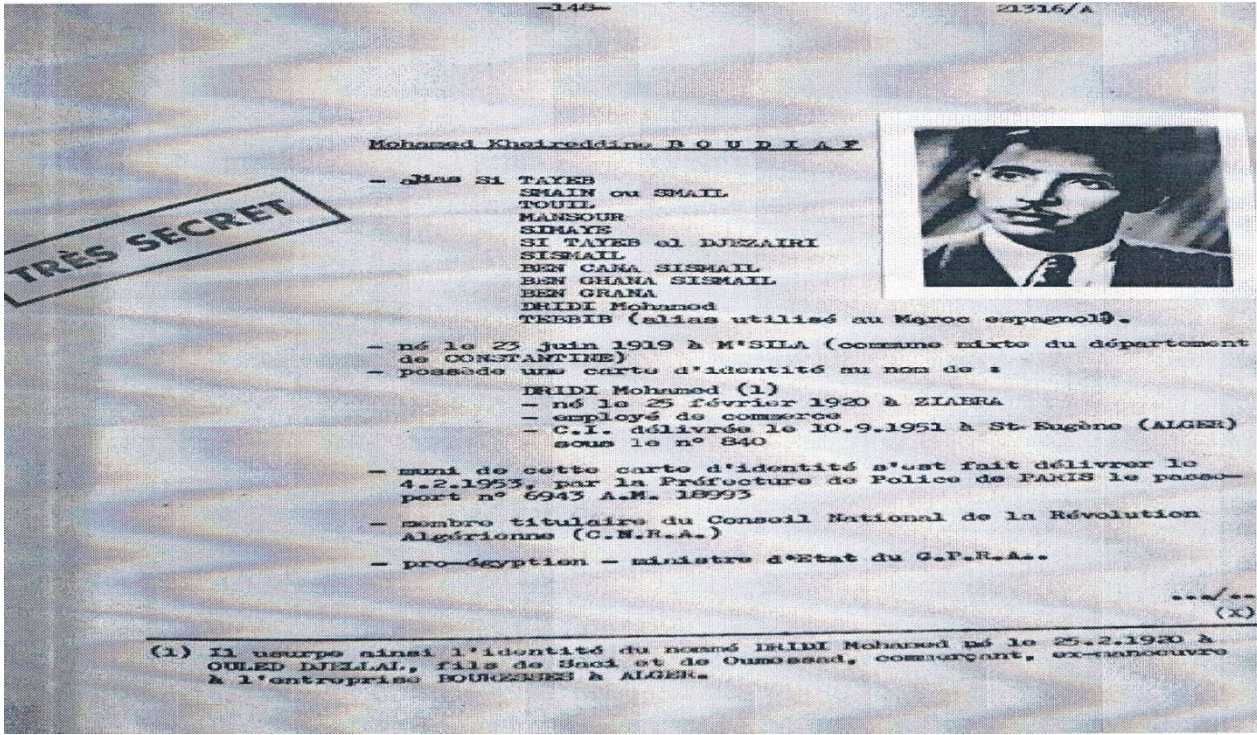 -148-
21316/A
Mohamed Kheireddine BOUDIAF
- alias Si TAYEB
SMAIN ou SMAIL
TOUIL
MANSOUR
SIMAYE
SI TAYEB el DJEZAIRI
SISMAIL
BEN CANA SISMAIL
BEN GHANA SISMAIL
BEN GRANA
DRIDI Mohamed
TEBBIB (alias utilisé au Maroc espagnol).
TRÈS SECRET
- né le 23 juin 1919 à M'SILA (commune mixte du département
de CONSTANTINE)
- possède une carte d'identité au nom de :
DRIDI Mohamed (1)
- né le 25 février 1920 à ZIABRA
- employé de commerce
- C.I. délivrée le 10.9.1951 à St-Eugène (ALGER)
sous le n° 840
- muni de cette carte d'identité s'est fait délivrer le
4.2.1953, par la Préfecture de Police de PARIS le passe-
port n° 6943 A.M. 18993
- membre titulaire du Conseil National de la Révolution
Algérienne (C.N.R.A.)
- pro-égyptien - ministre d'Etat du G.P.R.A..
.../..
(x)
(1) Il usurpe ainsi l'identité du nommé DRIDI Mohamed né le 25.2.1920 à
OULED DJELLAL, fils de Saci et de Oumessad, commerçant, ex-manoeuvre
à l'entreprise BOURESSES à ALGER.